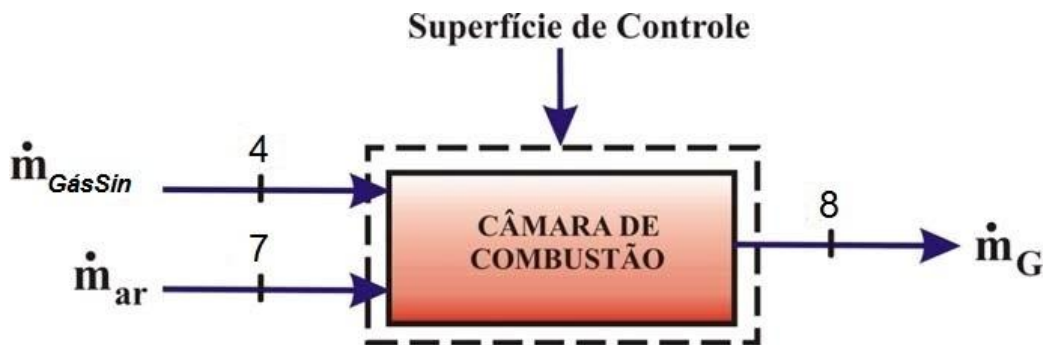 Superfície de Controle
4
ṁGásSin
7
ṁar
CÂMARA DE
COMBUSTÃO
8
ṁG